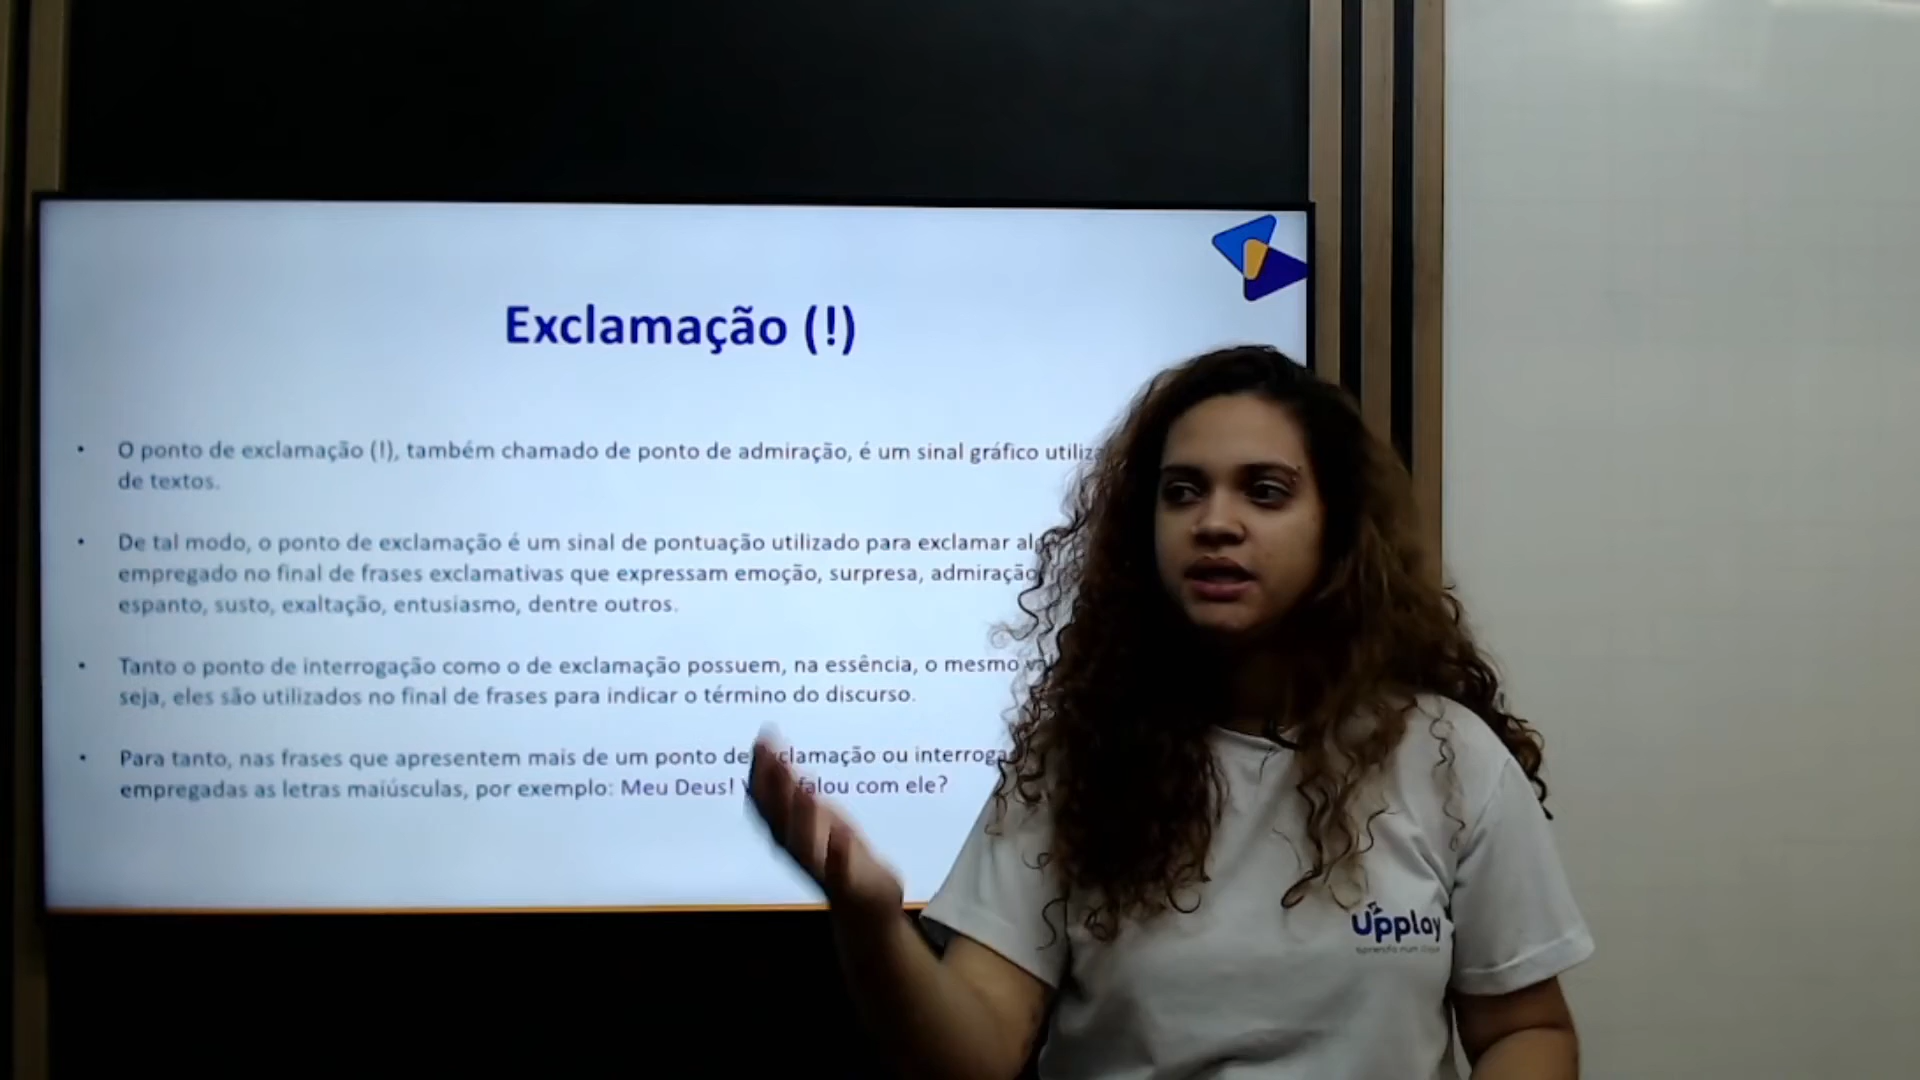 Exclamação (!)
• O ponto de exclamação (!), também chamado de ponto de admiração, é um sinal gráfico
de textos.
• De tal modo, o ponto de exclamação é um sinal de pontuação utilizado para exclamar
empregado no final de frases exclamativas que expressam emoção, surpresa, admiração
espanto, susto, exaltação, entusiasmo, dentre outros.
• Tanto o ponto de interrogação como o de exclamação possuem, na essência, o mesmo
seja, eles são utilizados no final de frases para indicar o término do discurso.
• Para tanto, nas frases que apresentem mais de um ponto de ou
empregadas as letras maiúsculas, por exemplo: Meu Deus! falou com ele?
Upplay